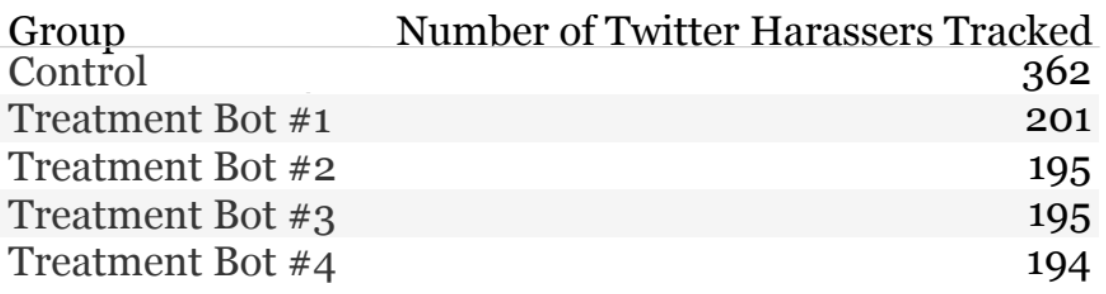 Group Number of Twitter Harassers Tracked
Control 362
Treatment Bot #1 201
Treatment Bot #2 195
Treatment Bot #3 195
Treatment Bot #4 194